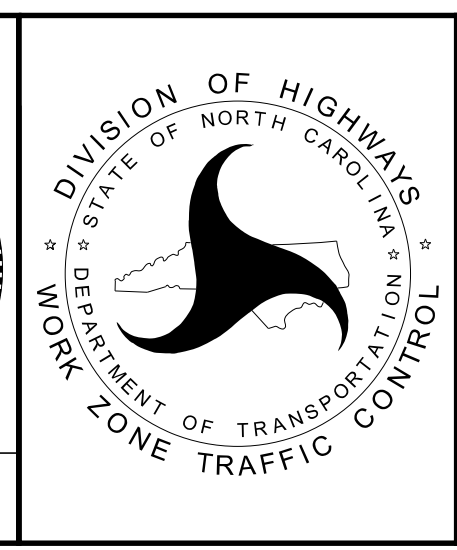 DIVISION OF HIGHWAYS
STATE OF NORTH CAROLINA
DEPARTMENT OF TRANSPORTATION
WORK ZONE TRAFFIC CONTROL